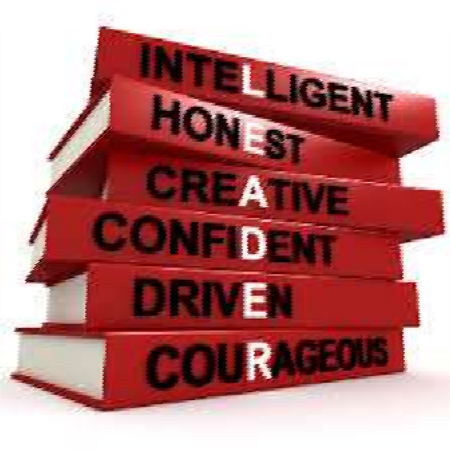 INTELLIGENT
HONEST
CREATIVE
CONFIDENT
DRIVEN
COURAGEOUS